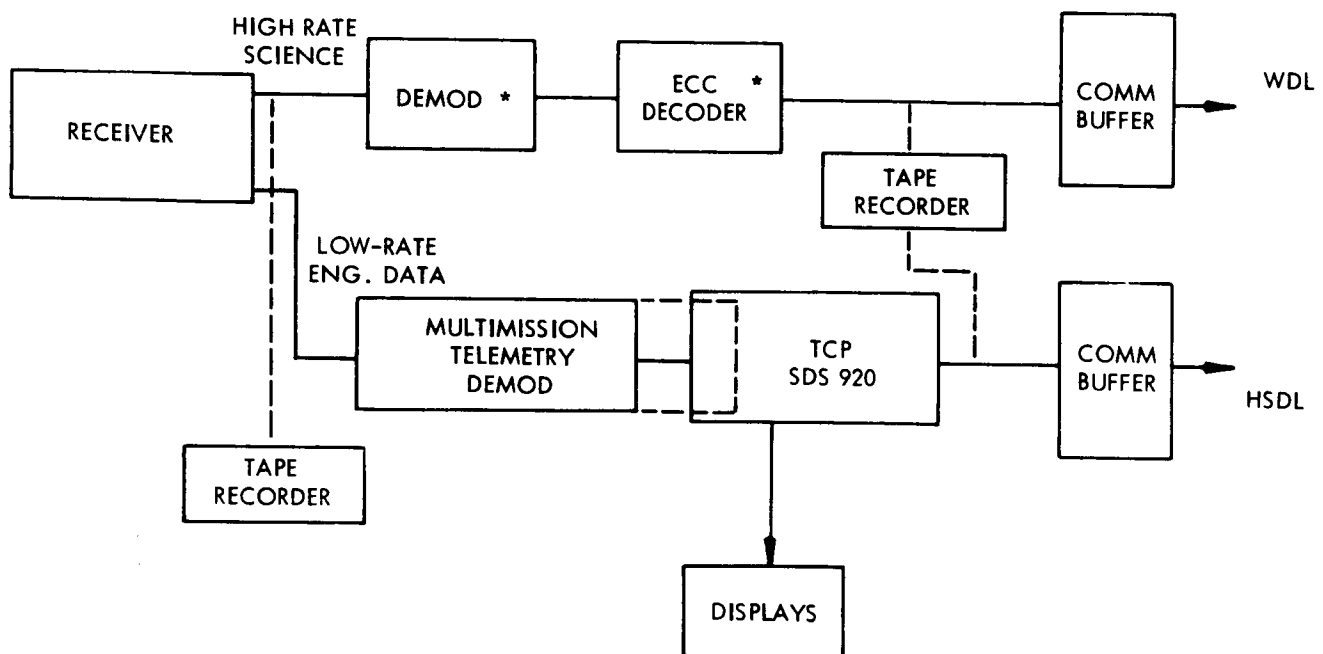 HIGH RATE
SCIENCE
RECEIVER
DEMOD *
ECC *
DECODER
COMM
BUFFER
WDL
TAPE
RECORDER
LOW-RATE
ENG. DATA
MULTIMISSION
TELEMETRY
DEMOD
TCP
SDS 920
COMM
BUFFER
HSDL
TAPE
RECORDER
DISPLAYS